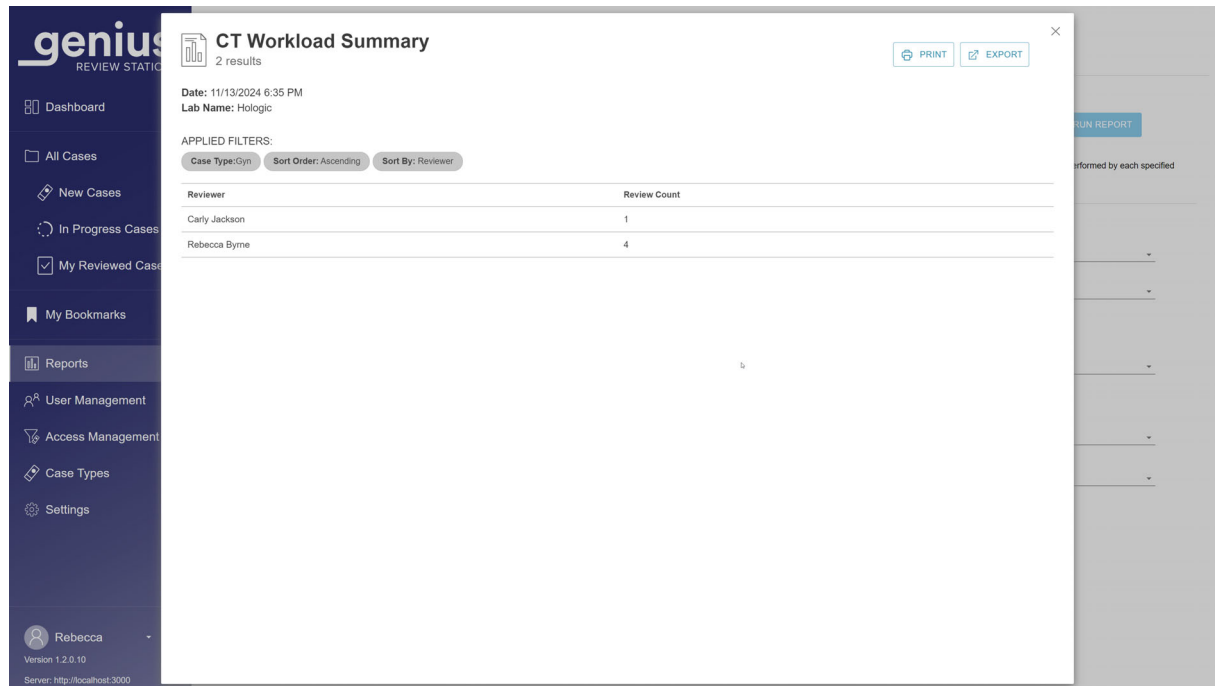 genius
REVIEW STATIO
Dashboard
All Cases
New Cases
In Progress Cases
My Reviewed Case
My Bookmarks
Reports
User Management
Access Management
Case Types
Settings
Rebecca
Version 1.2.0.10
Server: http://localhost:3000
CT Workload Summary
2 results
PRINT
EXPORT
Date: 11/13/2024 6:35 PM
Lab Name: Hologic
APPLIED FILTERS:
Case Type:Gyn Sort Order: Ascending Sort By: Reviewer
Reviewer Review Count
Carly Jackson 1
Rebecca Byrne 4
RUN REPORT
erformed by each specified